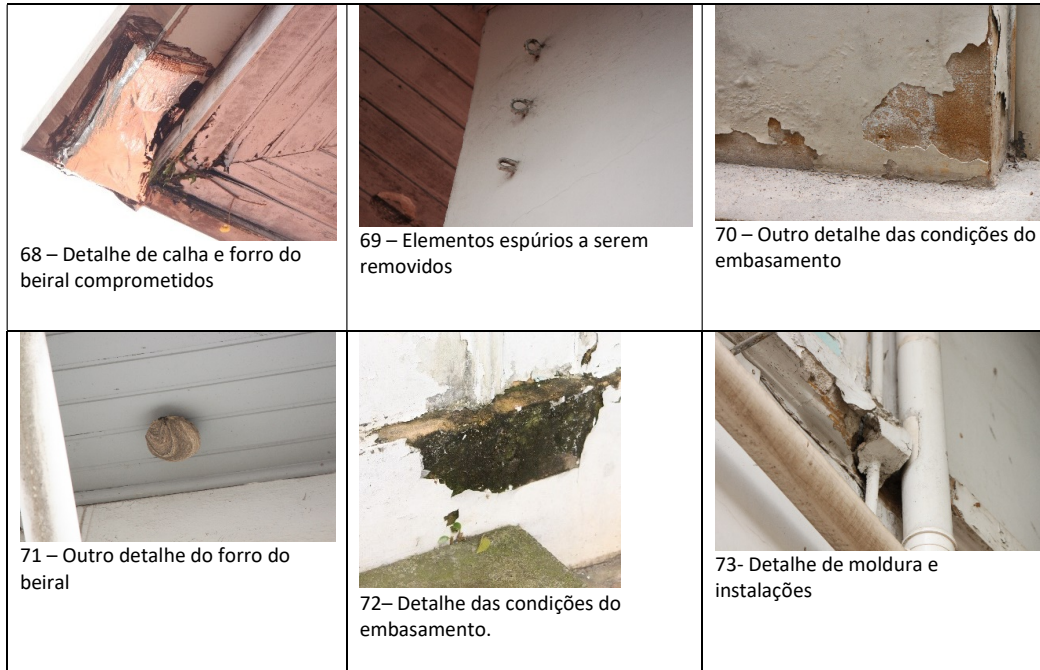 68 – Detalhe de calha e forro do
beiral comprometidos
69 – Elementos espúrios a serem
removidos
70 – Outro detalhe das condições do
embasamento
71 – Outro detalhe do forro do
beiral
72– Detalhe das condições do
embasamento.
73- Detalhe de moldura e
instalações